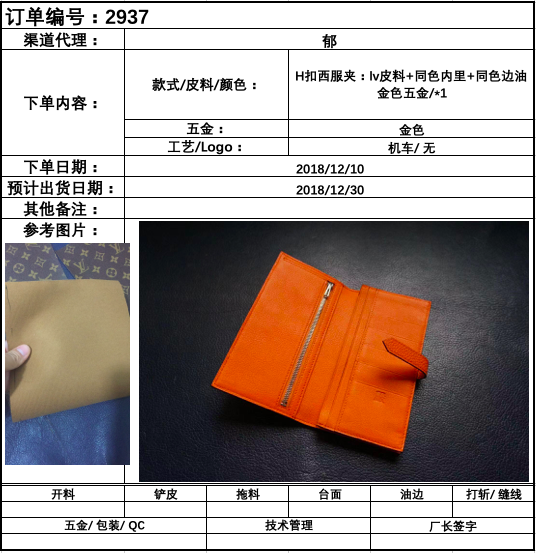 订单编号：2937
渠道代理： 郁
下单内容： 款式/皮料/颜色： H扣西服夹：lv皮料+同色内里+同色边油
金色五金/*1
五金： 金色
工艺/Logo： 机车/ 无
下单日期： 2018/12/10
预计出货日期： 2018/12/30
其他备注：
参考图片：
开料 铲皮 拖料 台面 油边 打斩/ 缝线
五金/ 包装/ QC 技术管理 厂长签字